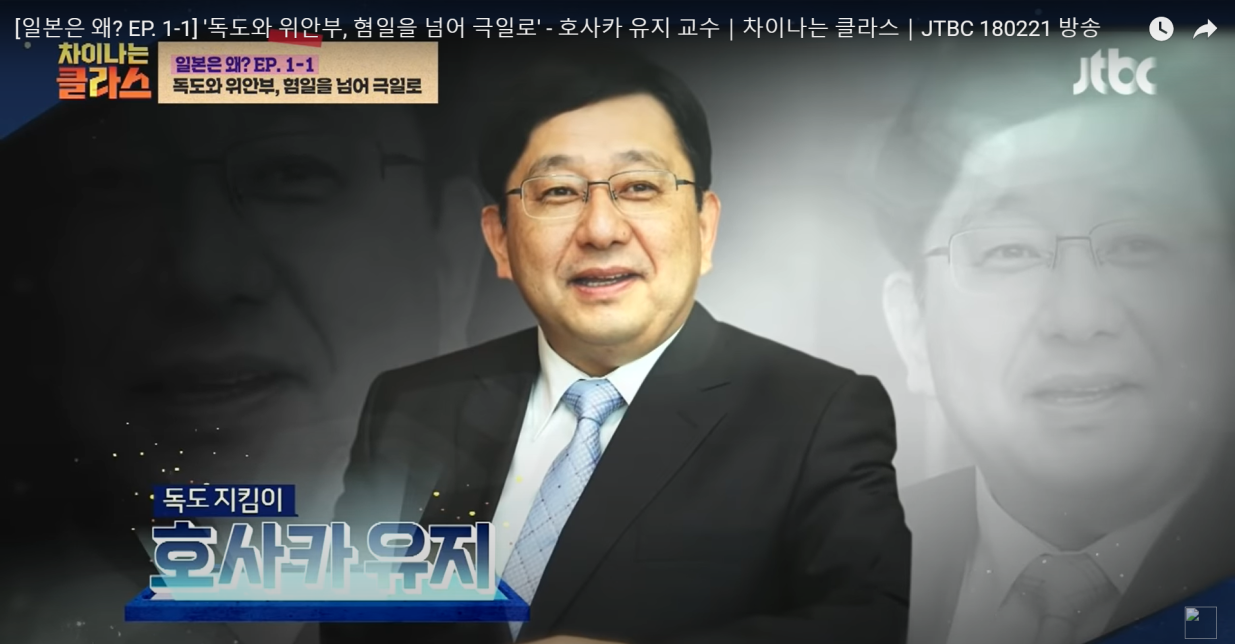 [일본은 왜? EP. 1-1] '독도와 위안부, 혐일을 넘어 극일로' - 호사카 유지 교수｜차이나는 클라스｜JTBC 180221 방송
차이나는
클라스
일본은 왜? EP. 1-1
독도와 위안부, 혐일을 넘어 극일로
jtbc
독도 지킴이
호사카 유지